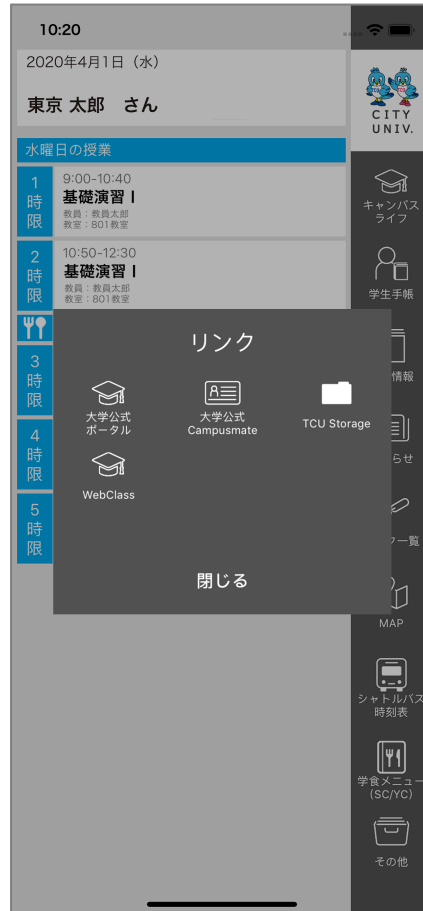 10:20
2020年4月1日（水）
東京 太郎　さん
CITY
UNIV.
水曜日の授業
1
時
限
9:00-10:40
基礎演習 I
教員：教員太郎
教室：801教室
2
時
限
10:50-12:30
基礎演習 I
教員：教員太郎
教室：801教室
3
時
限
4
時
限
5
時
限
リンク
大学公式
ポータル
大学公式
Campusmate
TCU Storage
WebClass
閉じる
キャンパス
ライフ
学生手帳
情報
らせ
一覧
MAP
シャトルバス
時刻表
学食メニュー
(SC/YC)
その他